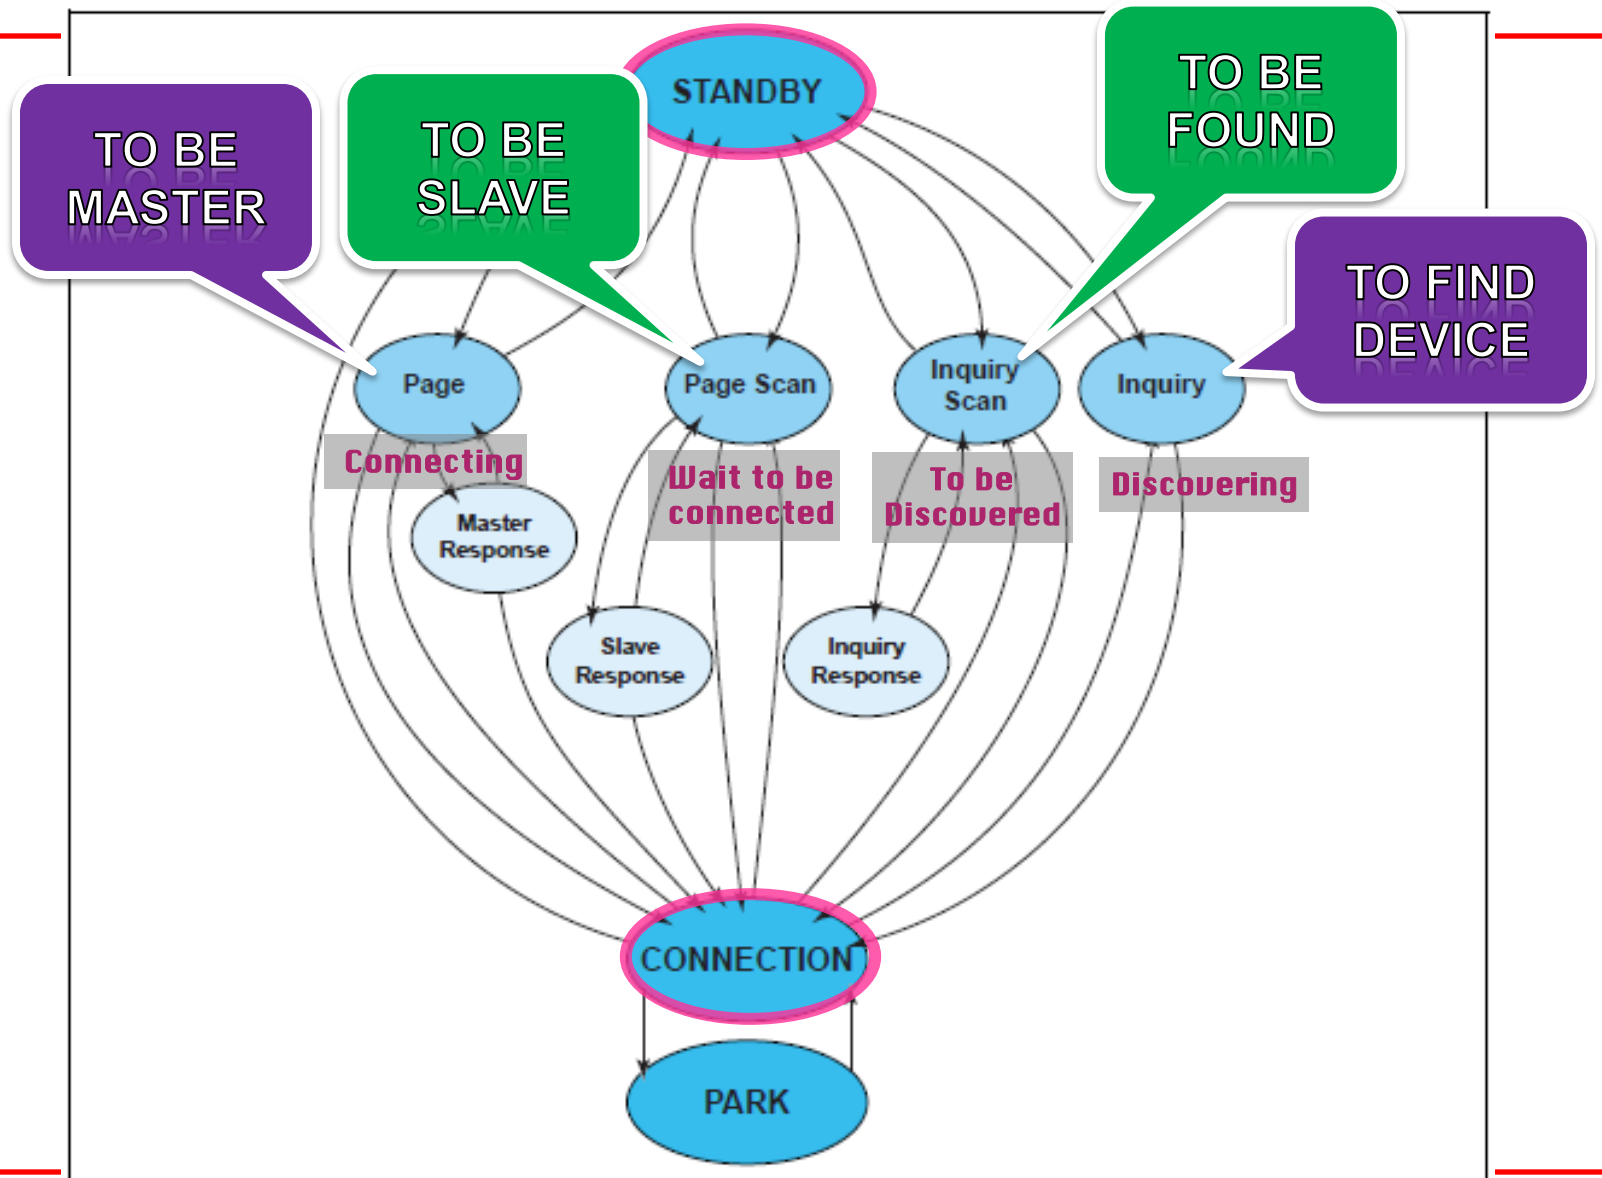 STANDBY
TO BE
FOUND
TO BE
MASTER
TO BE
SLAVE
TO FIND
DEVICE
Page
Page Scan
Inquiry
Scan
Inquiry
Connecting
Wait to be
connected
To be
Discovered
Discovering
Master
Response
Slave
Response
Inquiry
Response
CONNECTION
PARK